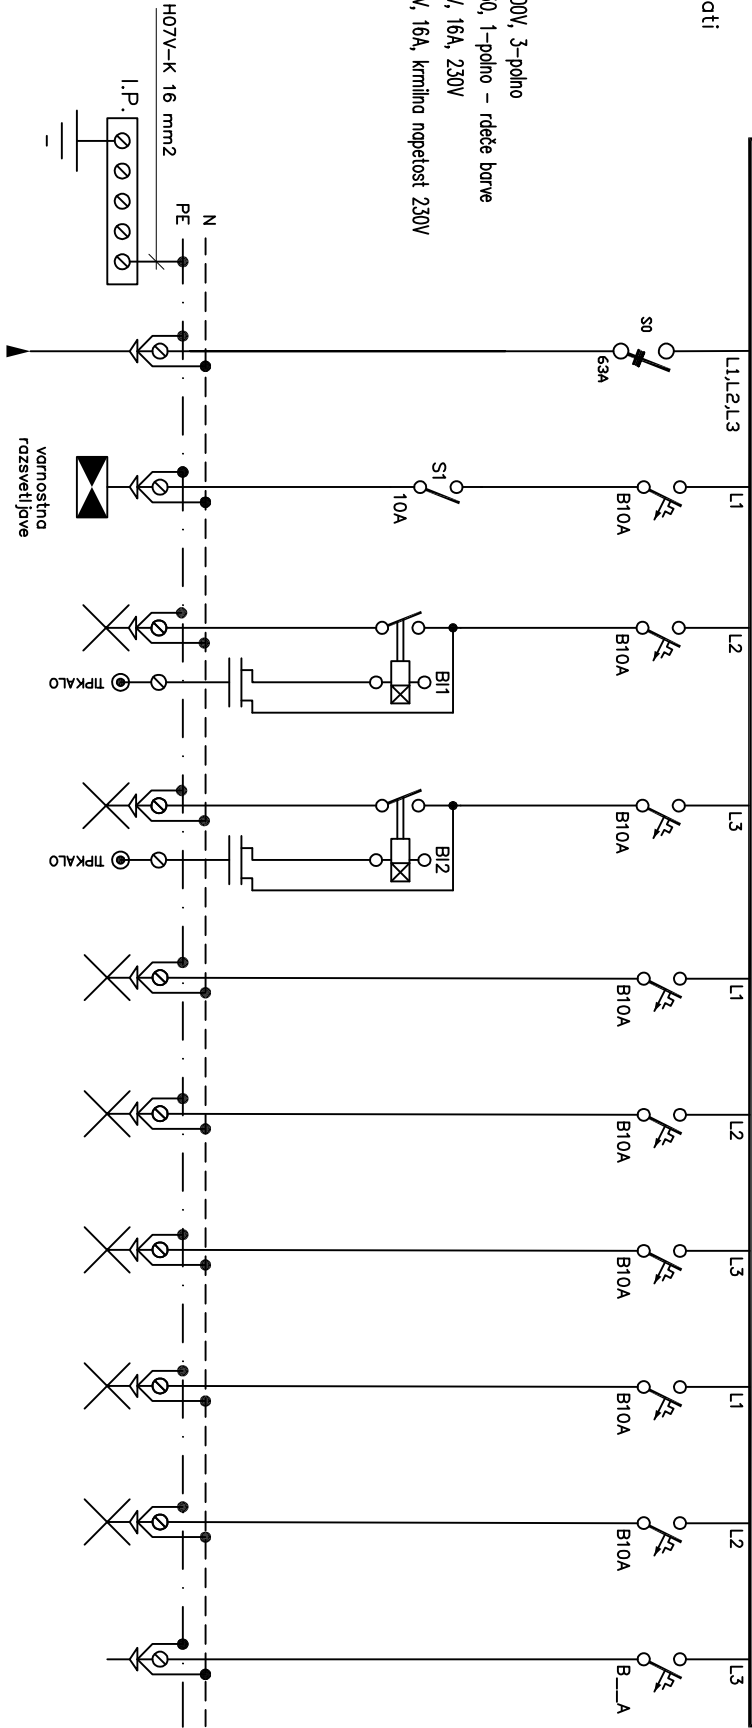 ati
00V, 3-polno
60, 1-polno - rdeče barve
V, 16A, 230V
V, 16A, krmilna napetost 230V
L1,L2,L3
L1
L2
L3
L1
L2
L3
L1
L2
L3
S0
63A
B10A
B10A
B10A
B10A
B10A
B10A
B10A
B10A
B__A
S1
10A
BI1
BI2
N
PE
H07V-K 16 mm2
I.P.
TIPKALO
TIPKALO
varnostna
razsvetljave